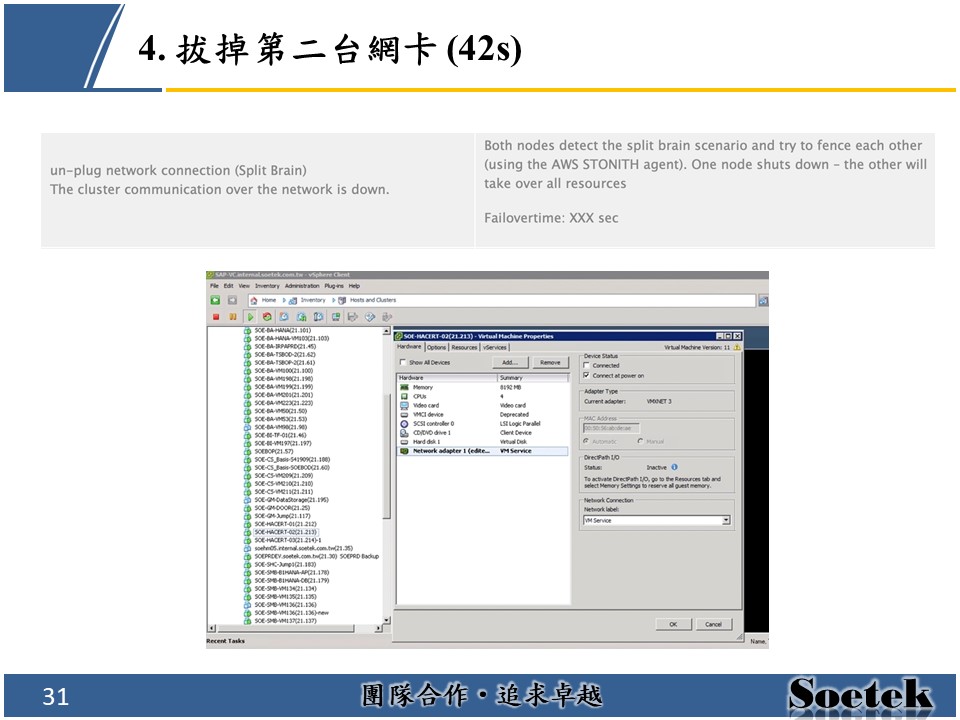 4. 拔掉第二台網卡 (42s)
un-plug network connection (Split Brain)
The cluster communication over the network is down.
Both nodes detect the split brain scenario and try to fence each other
(using the AWS STONITH agent). One node shuts down – the other will
take over all resources
Failovertime: XXX sec
SAP-VC.internal.soetek.com.tw - vSphere Client
File Edit View Inventory Administration Plug-ins Help
Home Inventory Hosts and Clusters
SOE-BA-HANA(21.101)
SOE-BA-HANA-VM103(21.103)
SOE-BA-IRPAPRD(21.45)
SOE-BA-TSBOD-2(21.62)
SOE-BA-TSBOP-2(21.61)
SOE-BA-VM100(21.100)
SOE-BA-VM198(21.198)
SOE-BA-VM199(21.199)
SOE-BA-VM201(21.201)
SOE-BA-VM223(21.223)
SOE-BA-VM50(21.50)
SOE-BA-VM53(21.53)
SOE-BA-VM98(21.98)
SOE-BI-TF-01(21.46)
SOE-BI-VM197(21.197)
SOEBOP(21.57)
SOE-CS_Basis-S41909(21.188)
SOE-CS_Basis-SOEBOD(21.60)
SOE-CS-VM209(21.209)
SOE-CS-VM210(21.210)
SOE-CS-VM211(21.211)
SOE-GM-DataStorage(21.195)
SOE-GM-DOOR(21.25)
SOE-GM-Jump(21.117)
SOE-HACERT-01(21.212)
SOE-HACERT-02(21.213)
SOE-HACERT-03(21.214)-1
soehm05.internal.soetek.com.tw(21.35)
SOEPRDEV.soetek.com.tw(21.30) SOEPRD Backup
SOE-SHC-Jump1(21.183)
SOE-SMB-B1HANA-AP(21.178)
SOE-SMB-B1HANA-DB(21.179)
SOE-SMB-VM134(21.134)
SOE-SMB-VM135(21.135)
SOE-SMB-VM136(21.136)
SOE-SMB-VM136(21.136)-new
SOE-SMB-VM137(21.137)
Recent Tasks
SOE-HACERT-02(21.213) - Virtual Machine Properties
Hardware Options Resources vServices
Virtual Machine Version: 11
Show All Devices Add... Remove
Hardware Summary
Memory 8192 MB
CPUs 4
Video card Video card
VMCI device Deprecated
SCSI controller 0 LSI Logic Parallel
CD/DVD drive 1 Client Device
Hard disk 1 Virtual Disk
Network adapter 1 (edite... VM Service
Device Status
Connected
Connect at power on
Adapter Type
Current adapter: VMXNET 3
MAC Address
Automatic Manual
DirectPath I/O
Status: Inactive
To activate DirectPath I/O, go to the Resources tab and
select Memory Settings to reserve all guest memory.
Network Connection
Network label:
VM Service
OK Cancel
Name,
31
團隊合作・追求卓越
Soetek